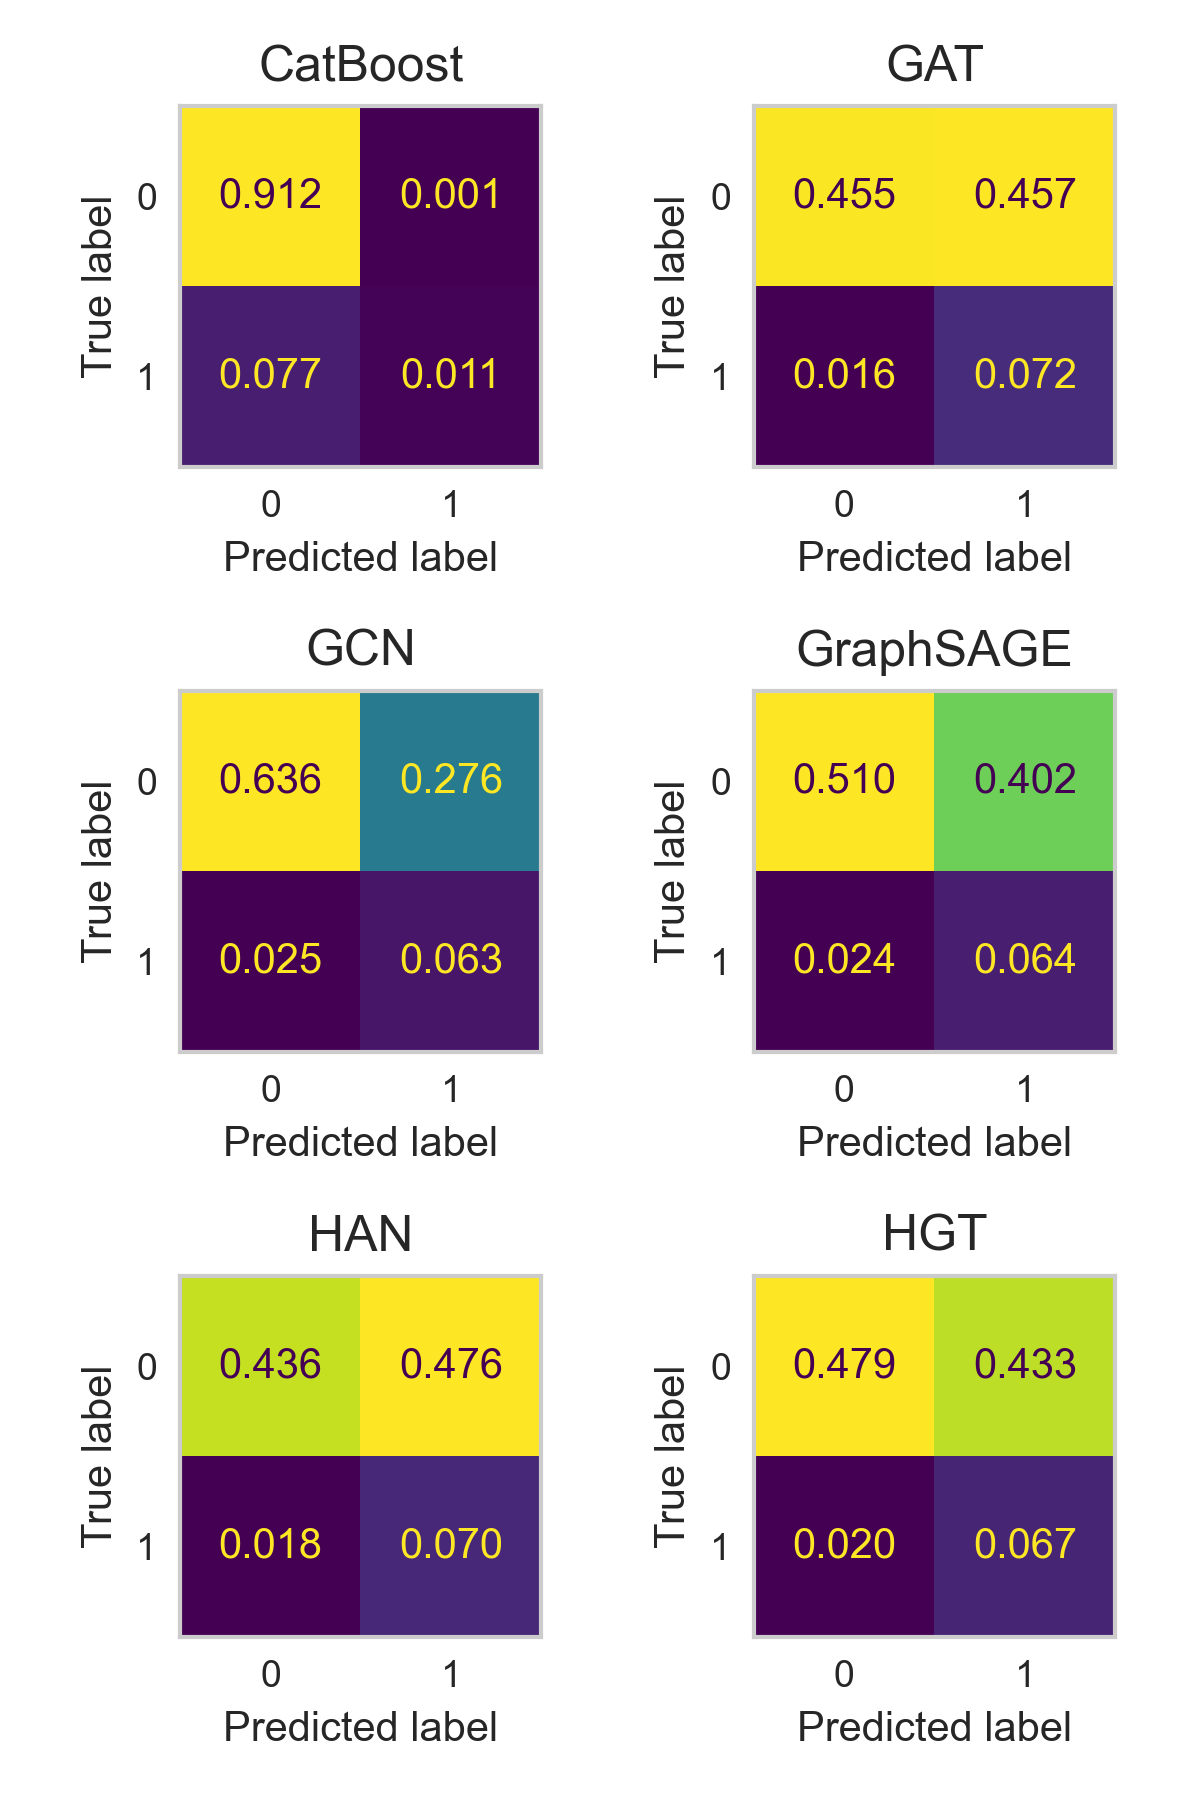 CatBoost
True label
0
0.912
0.001
1
0.077
0.011
0
1
Predicted label
GAT
True label
0
0.455
0.457
1
0.016
0.072
0
1
Predicted label
GCN
True label
0
0.636
0.276
1
0.025
0.063
0
1
Predicted label
GraphSAGE
True label
0
0.510
0.402
1
0.024
0.064
0
1
Predicted label
HAN
True label
0
0.436
0.476
1
0.018
0.070
0
1
Predicted label
HGT
True label
0
0.479
0.433
1
0.020
0.067
0
1
Predicted label